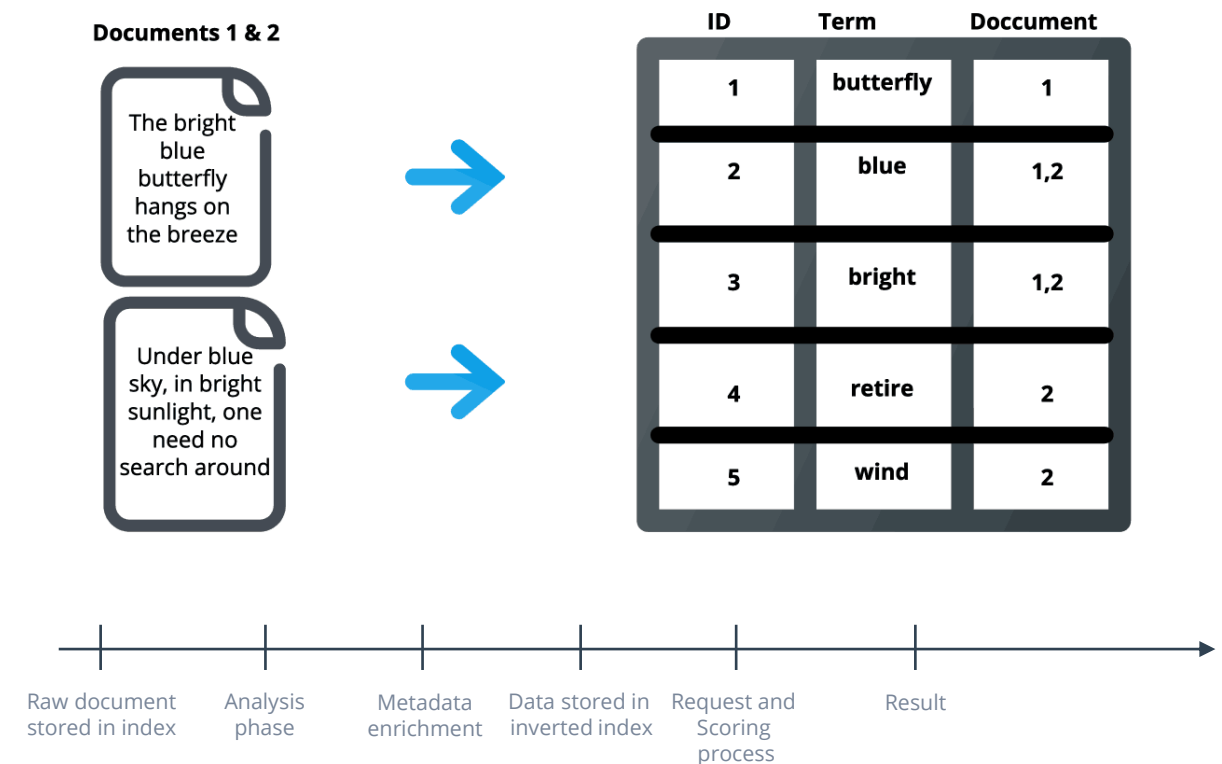 Documents 1 & 2
The bright
blue
butterfly
hangs on
the breeze
Under blue
sky, in bright
sunlight, one
need no
search around
ID Term Doccument
1 butterfly 1
2 blue 1,2
3 bright 1,2
4 retire 2
5 wind 2
Raw document
stored in index
Analysis
phase
Metadata
enrichment
Data stored in
inverted index
Request and
Scoring
process
Result